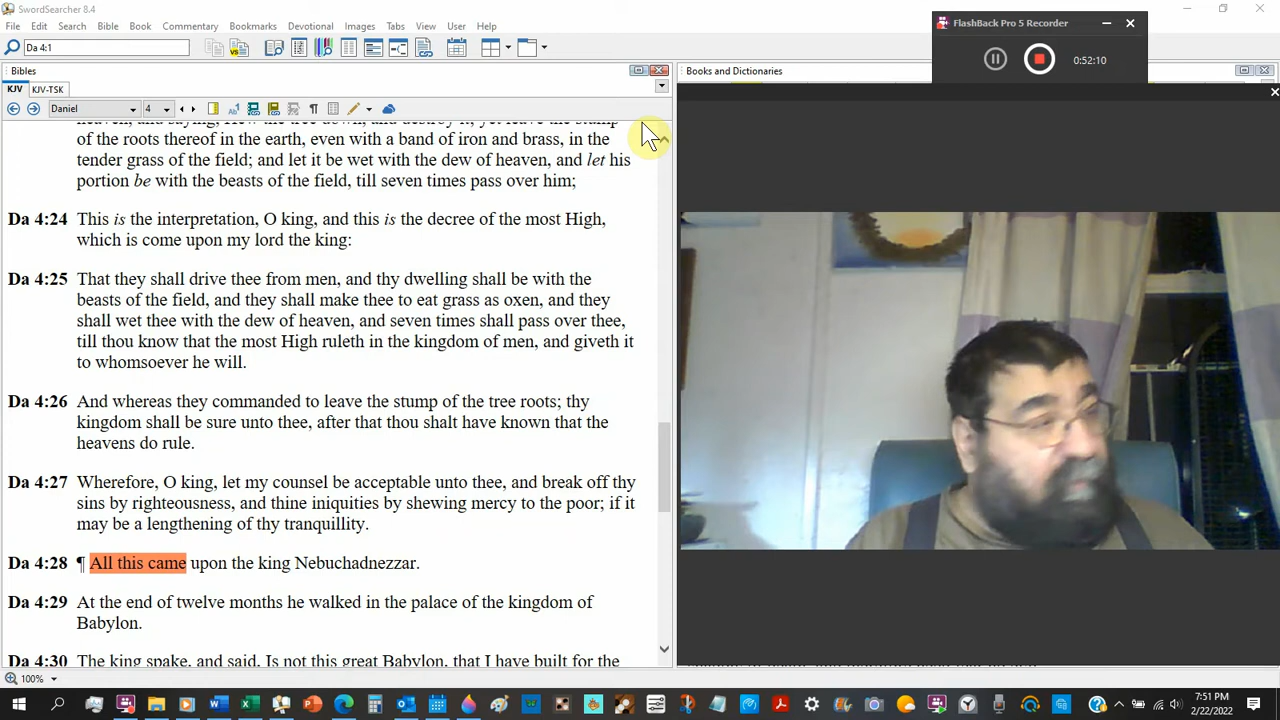 SwordSearcher 8.4
FlashBack Pro 5 Recorder
File Edit Search Bible Book Commentary Bookmarks Devotional Images Tabs View User Help
Da 4:1
0:52:10
Bibles
Books and Dictionaries
KJV KJV-TSK
Daniel 4
heaven, and saying, Hew the tree down, and destroy it; yet leave the stump
of the roots thereof in the earth, even with a band of iron and brass, in the
tender grass of the field; and let it be wet with the dew of heaven, and let his
portion be with the beasts of the field, till seven times pass over him;
Da 4:24 This is the interpretation, O king, and this is the decree of the most High,
which is come upon my lord the king:
Da 4:25 That they shall drive thee from men, and thy dwelling shall be with the
beasts of the field, and they shall make thee to eat grass as oxen, and they
shall wet thee with the dew of heaven, and seven times shall pass over thee,
till thou know that the most High ruleth in the kingdom of men, and giveth it
to whomsoever he will.
Da 4:26 And whereas they commanded to leave the stump of the tree roots; thy
kingdom shall be sure unto thee, after that thou shalt have known that the
heavens do rule.
Da 4:27 Wherefore, O king, let my counsel be acceptable unto thee, and break off thy
sins by righteousness, and thine iniquities by shewing mercy to the poor; if it
may be a lengthening of thy tranquillity.
Da 4:28 ¶ All this came upon the king Nebuchadnezzar.
Da 4:29 At the end of twelve months he walked in the palace of the kingdom of
Babylon.
Da 4:30 The king spake, and said, Is not this great Babylon, that I have built for the
100%
7:51 PM
2/22/2022